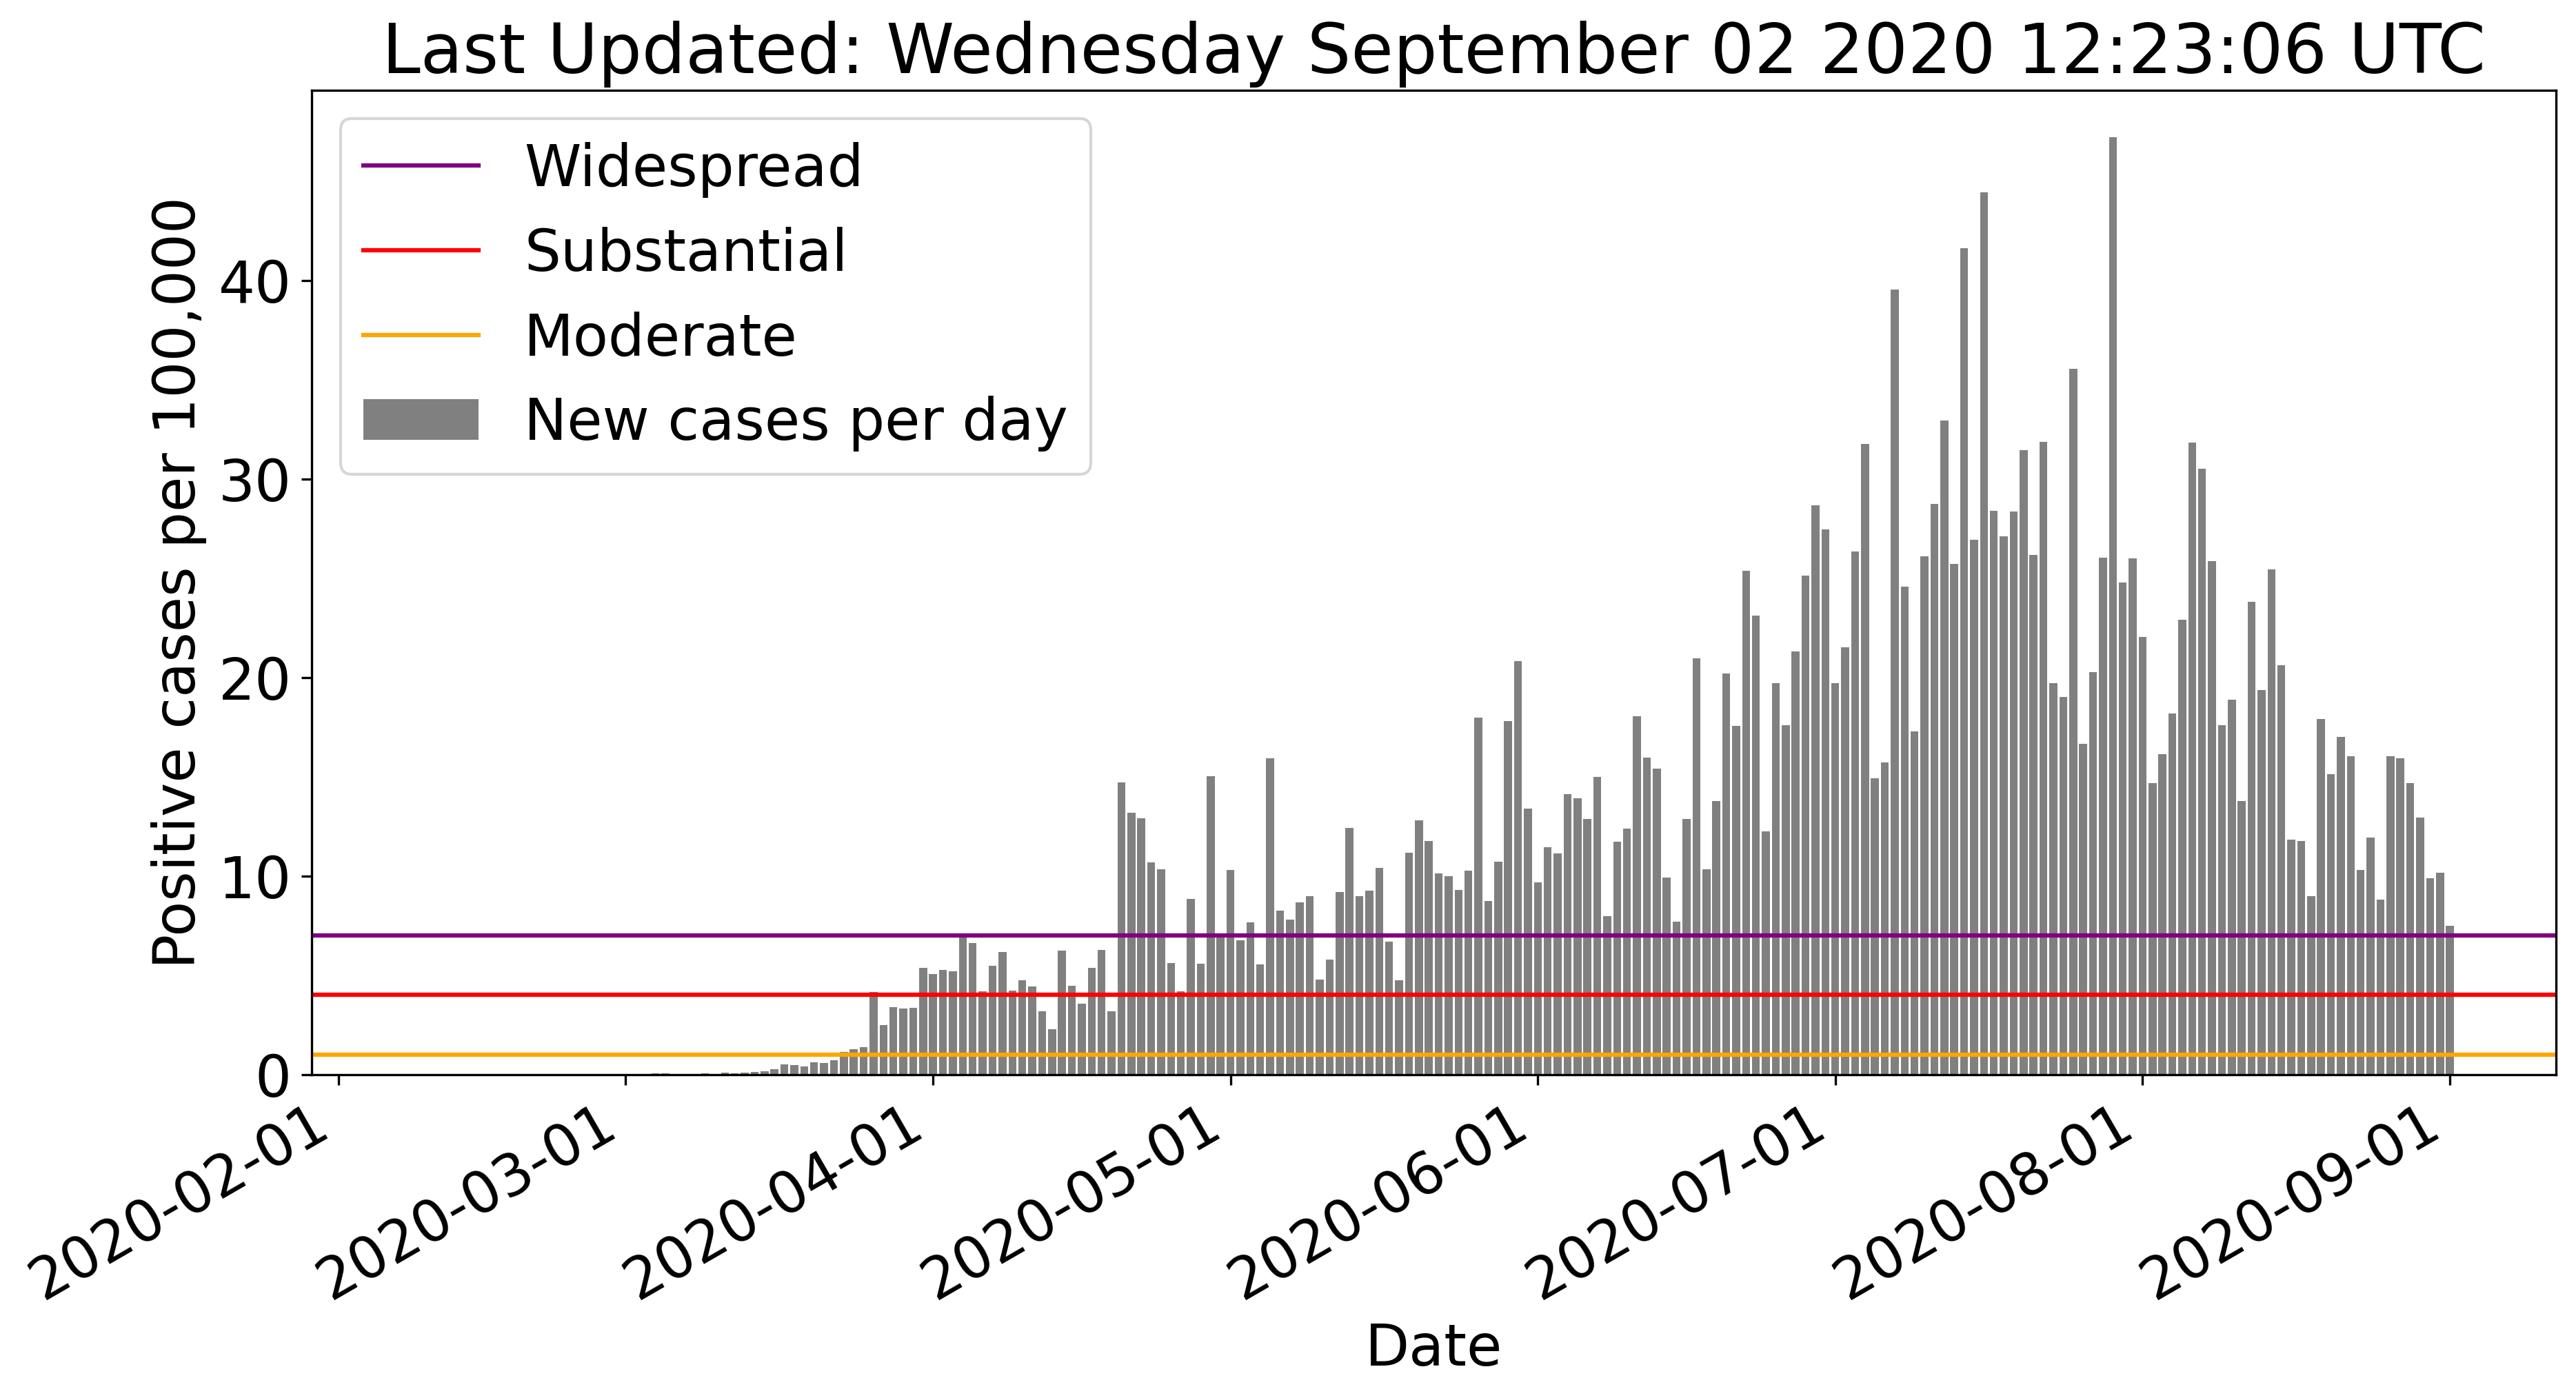 Last Updated: Wednesday September 02 2020 12:23:06 UTC
Widespread
Substantial
Moderate
New cases per day
Positive cases per 100,000
40
30
20
10
0
2020-02-01
2020-03-01
2020-04-01
2020-05-01
2020-06-01
2020-07-01
2020-08-01
2020-09-01
Date